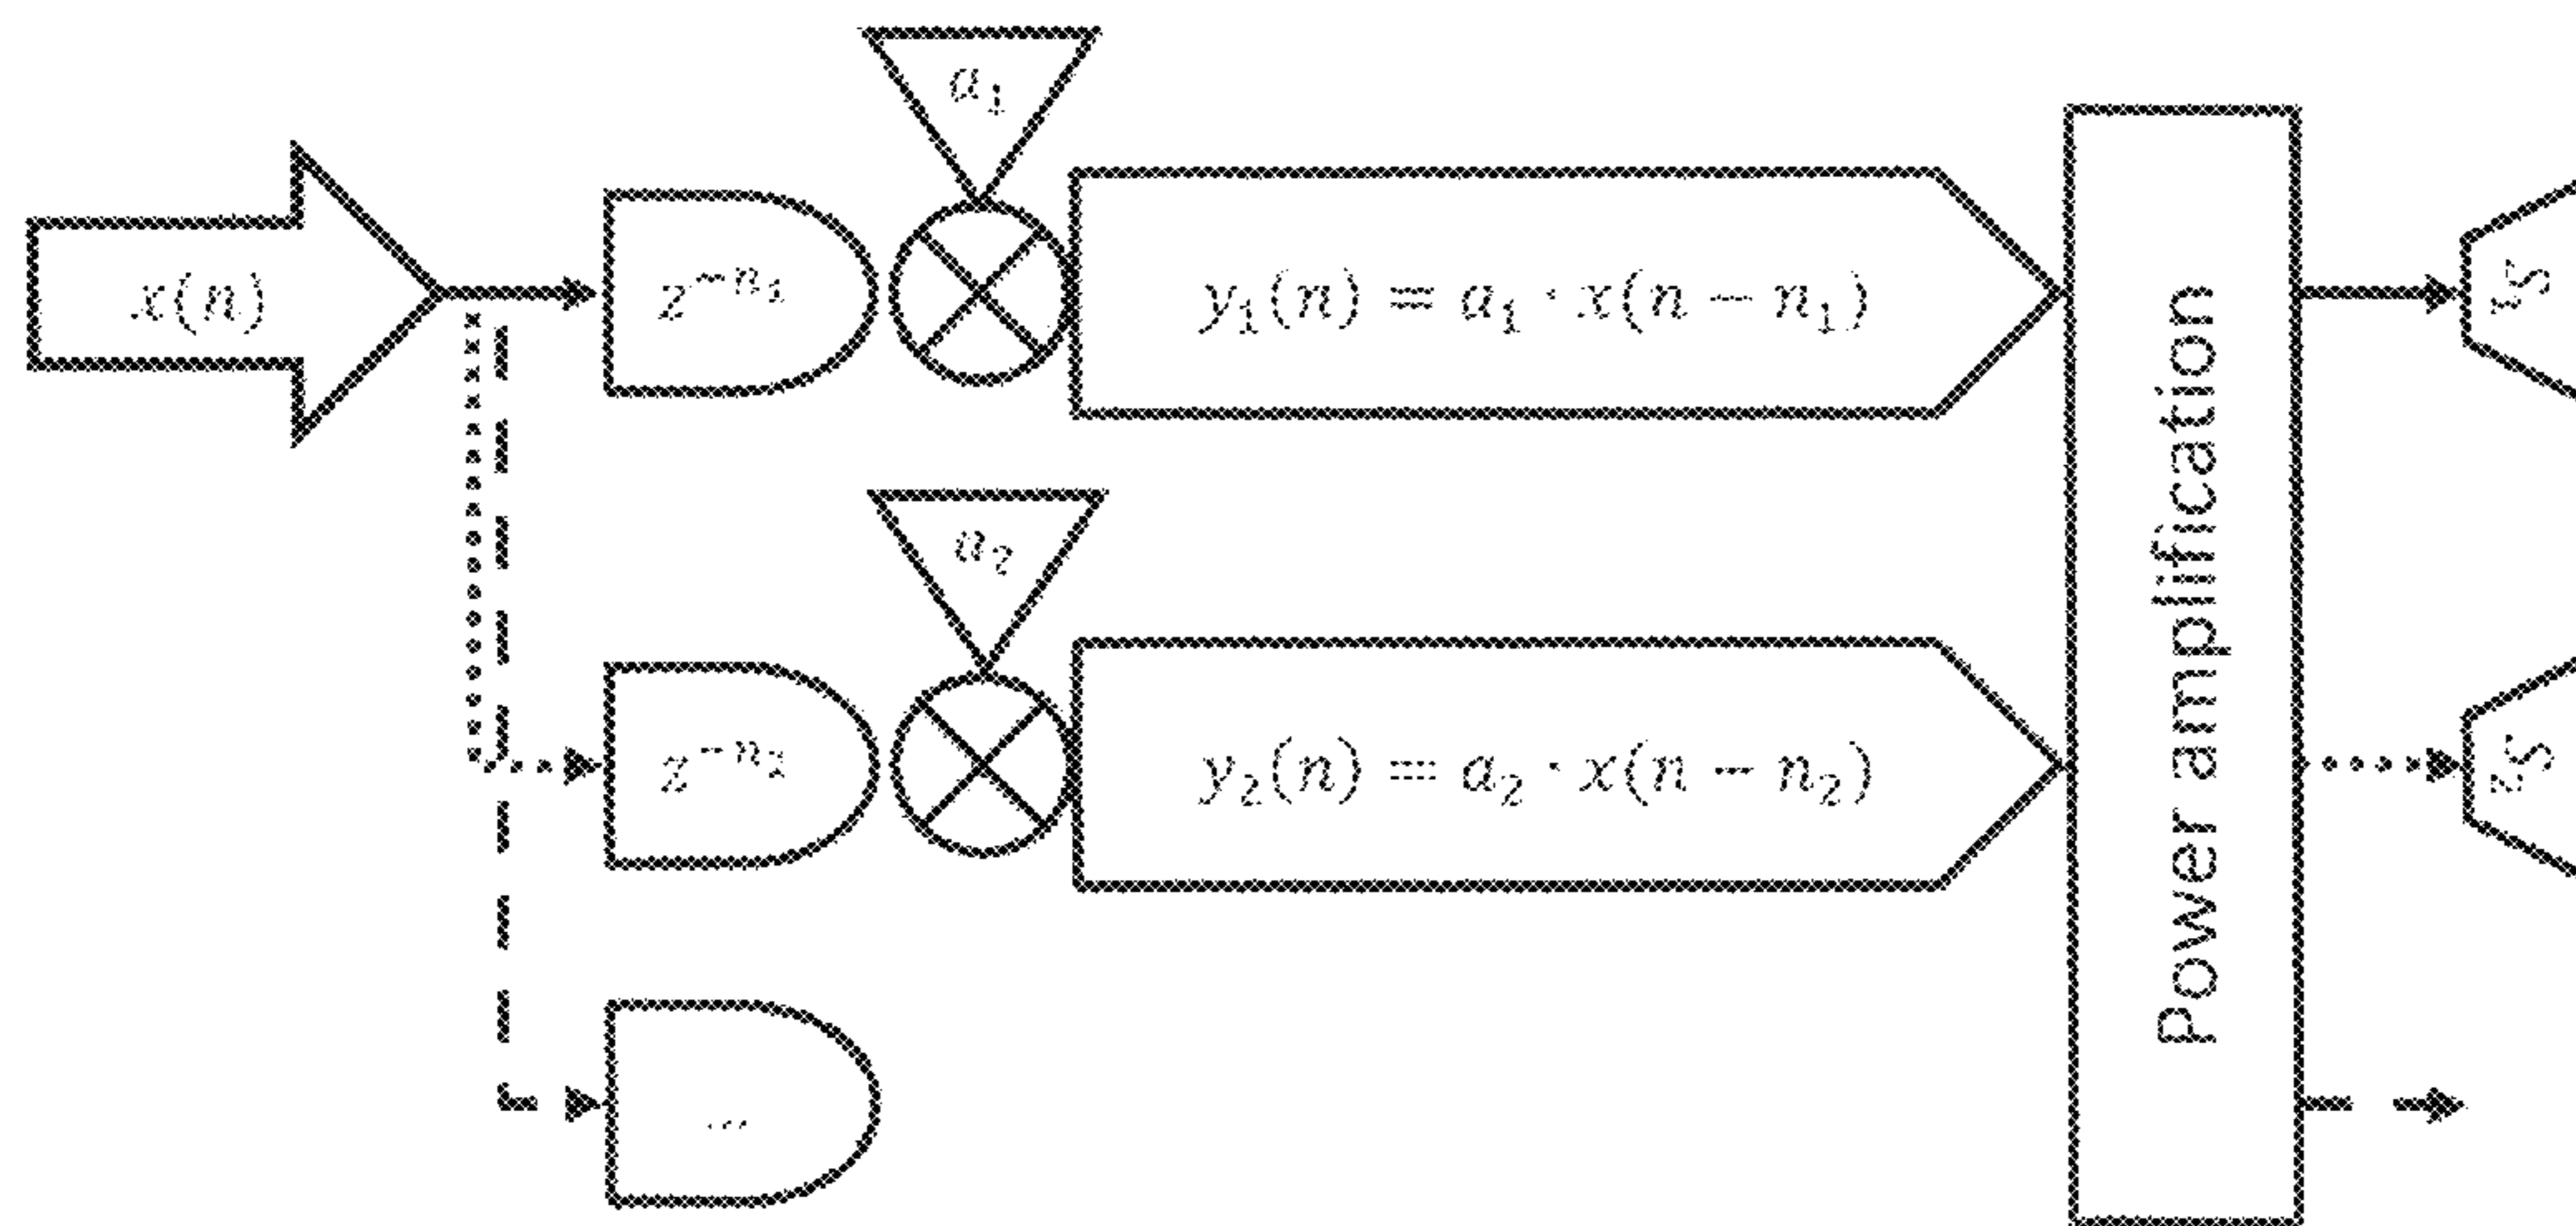 a₁
x(n)
z⁻ⁿ¹
y₁(n) = a₁ · x(n − n₁)
a₂
z⁻ⁿ²
y₂(n) = a₂ · x(n − n₂)
...
Power amplification